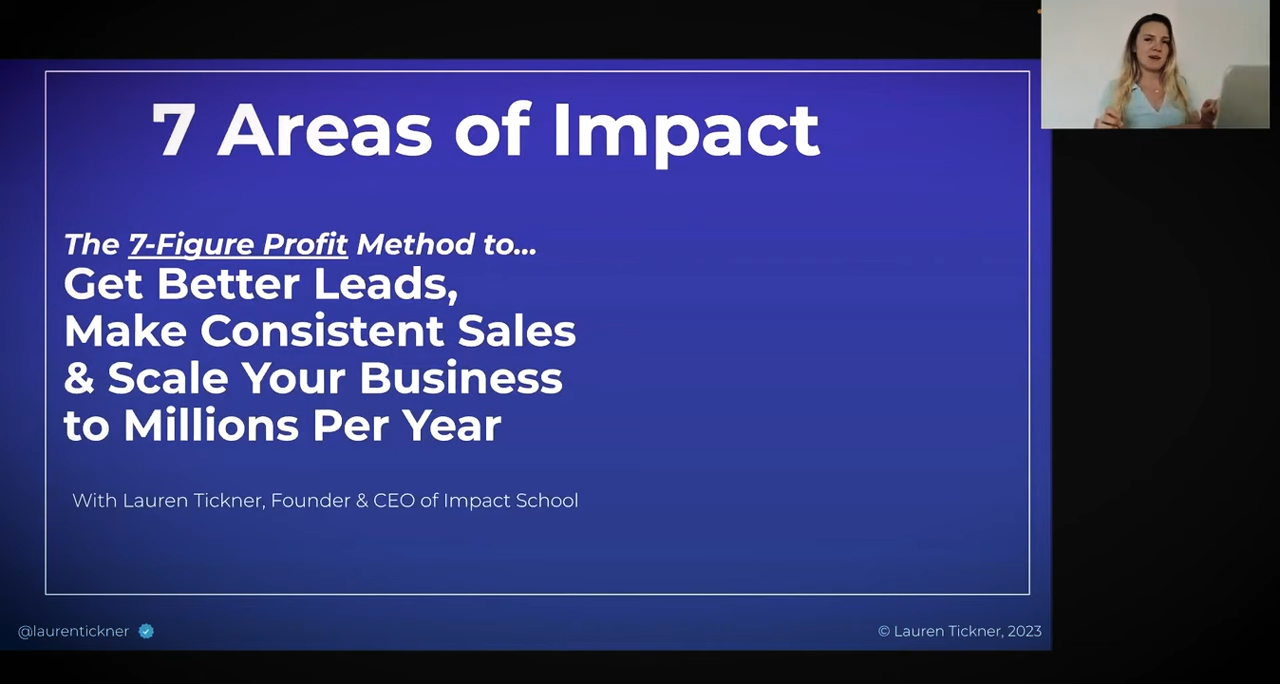 7 Areas of Impact
The 7-Figure Profit Method to...
Get Better Leads,
Make Consistent Sales
& Scale Your Business
to Millions Per Year
With Lauren Tickner, Founder & CEO of Impact School
@laurentickner
© Lauren Tickner, 2023